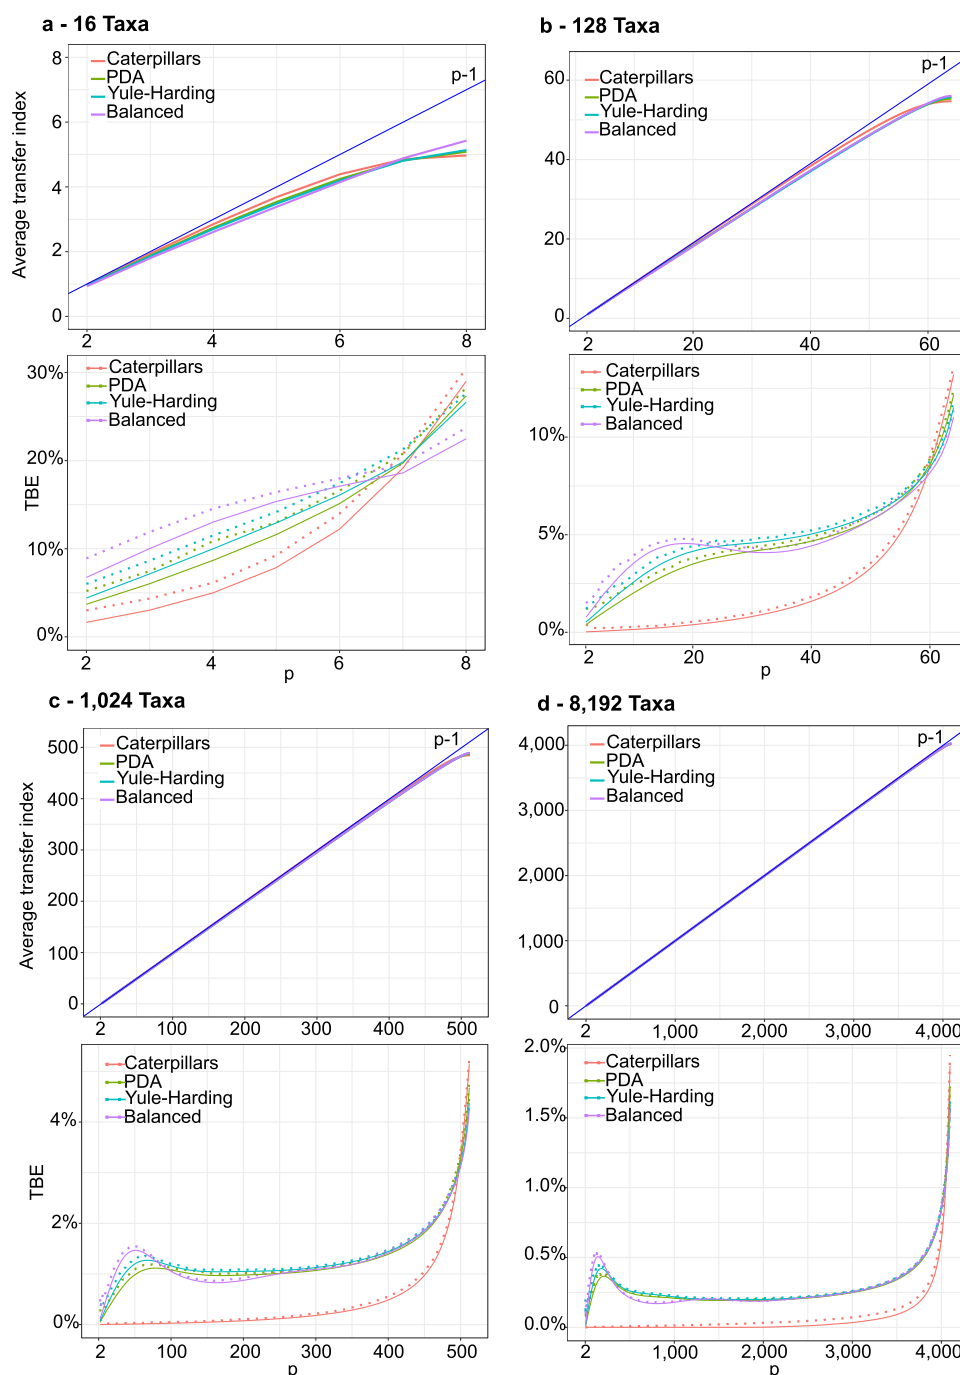 a - 16 Taxa
8
6
4
2
0
Average transfer index
Caterpillars
PDA
Yule-Harding
Balanced
p-1
2
4
6
8
30%
20%
10%
0%
TBE
Caterpillars
PDA
Yule-Harding
Balanced
2
4
6
8
p
b - 128 Taxa
60
40
20
0
Caterpillars
PDA
Yule-Harding
Balanced
p-1
2
20
40
60
10%
5%
0%
Caterpillars
PDA
Yule-Harding
Balanced
2
20
40
60
p
c - 1,024 Taxa
500
400
300
200
100
0
Average transfer index
Caterpillars
PDA
Yule-Harding
Balanced
p-1
2
100
200
300
400
500
4%
2%
0%
TBE
Caterpillars
PDA
Yule-Harding
Balanced
2
100
200
300
400
500
p
d - 8,192 Taxa
4,000
3,000
2,000
1,000
0
Caterpillars
PDA
Yule-Harding
Balanced
p-1
2
1,000
2,000
3,000
4,000
2.0%
1.5%
1.0%
0.5%
0.0%
Caterpillars
PDA
Yule-Harding
Balanced
2
1,000
2,000
3,000
4,000
p